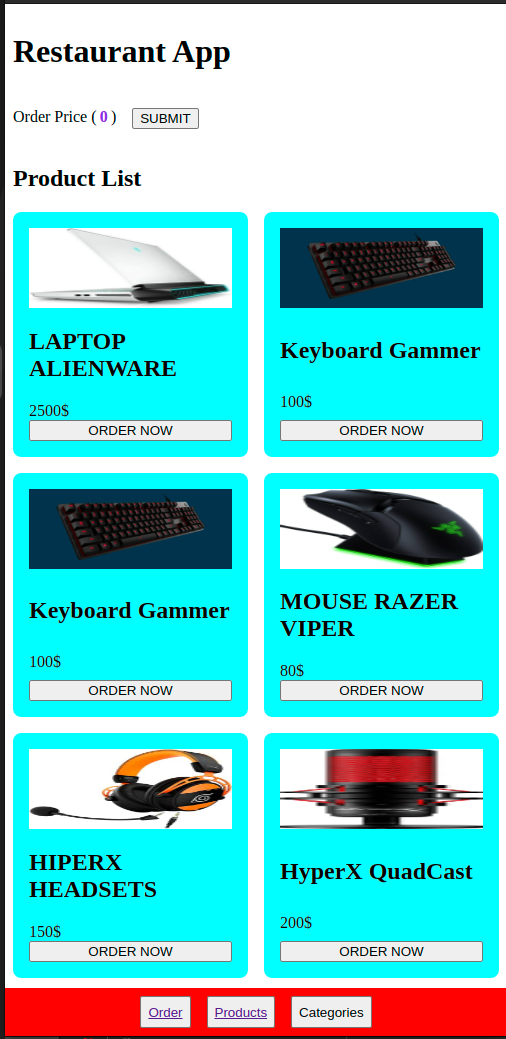 Restaurant App
Order Price ( 0 ) SUBMIT
Product List
LAPTOP
ALIENWARE
2500$
ORDER NOW
Keyboard Gammer
100$
ORDER NOW
Keyboard Gammer
100$
ORDER NOW
MOUSE RAZER
VIPER
80$
ORDER NOW
HIPERX
HEADSETS
150$
ORDER NOW
HyperX QuadCast
200$
ORDER NOW
Order Products Categories